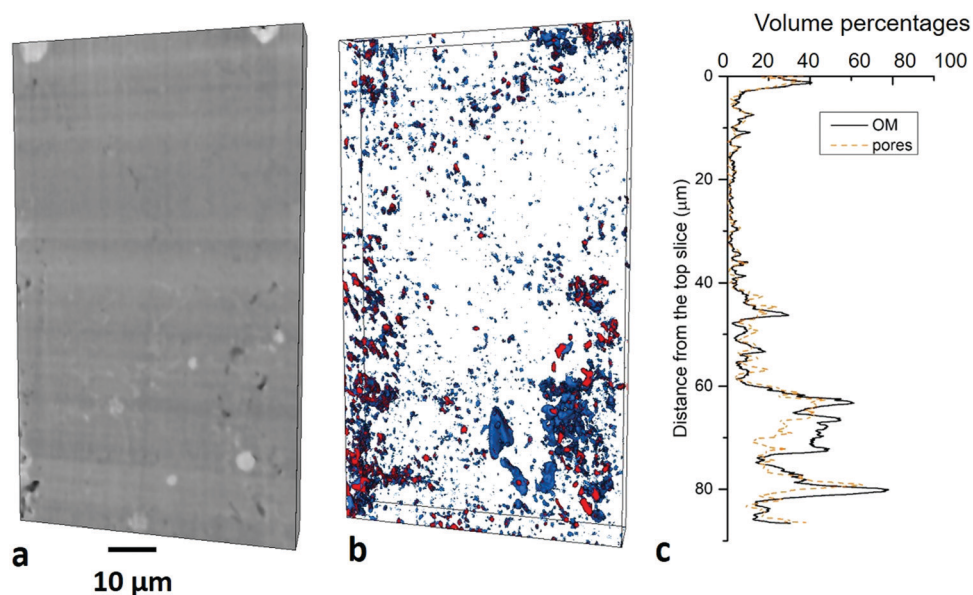 Volume percentages
0 20 40 60 80 100
0
OM
pores
20
40
60
80
Distance from the top slice (μm)
a
10 μm
b
c